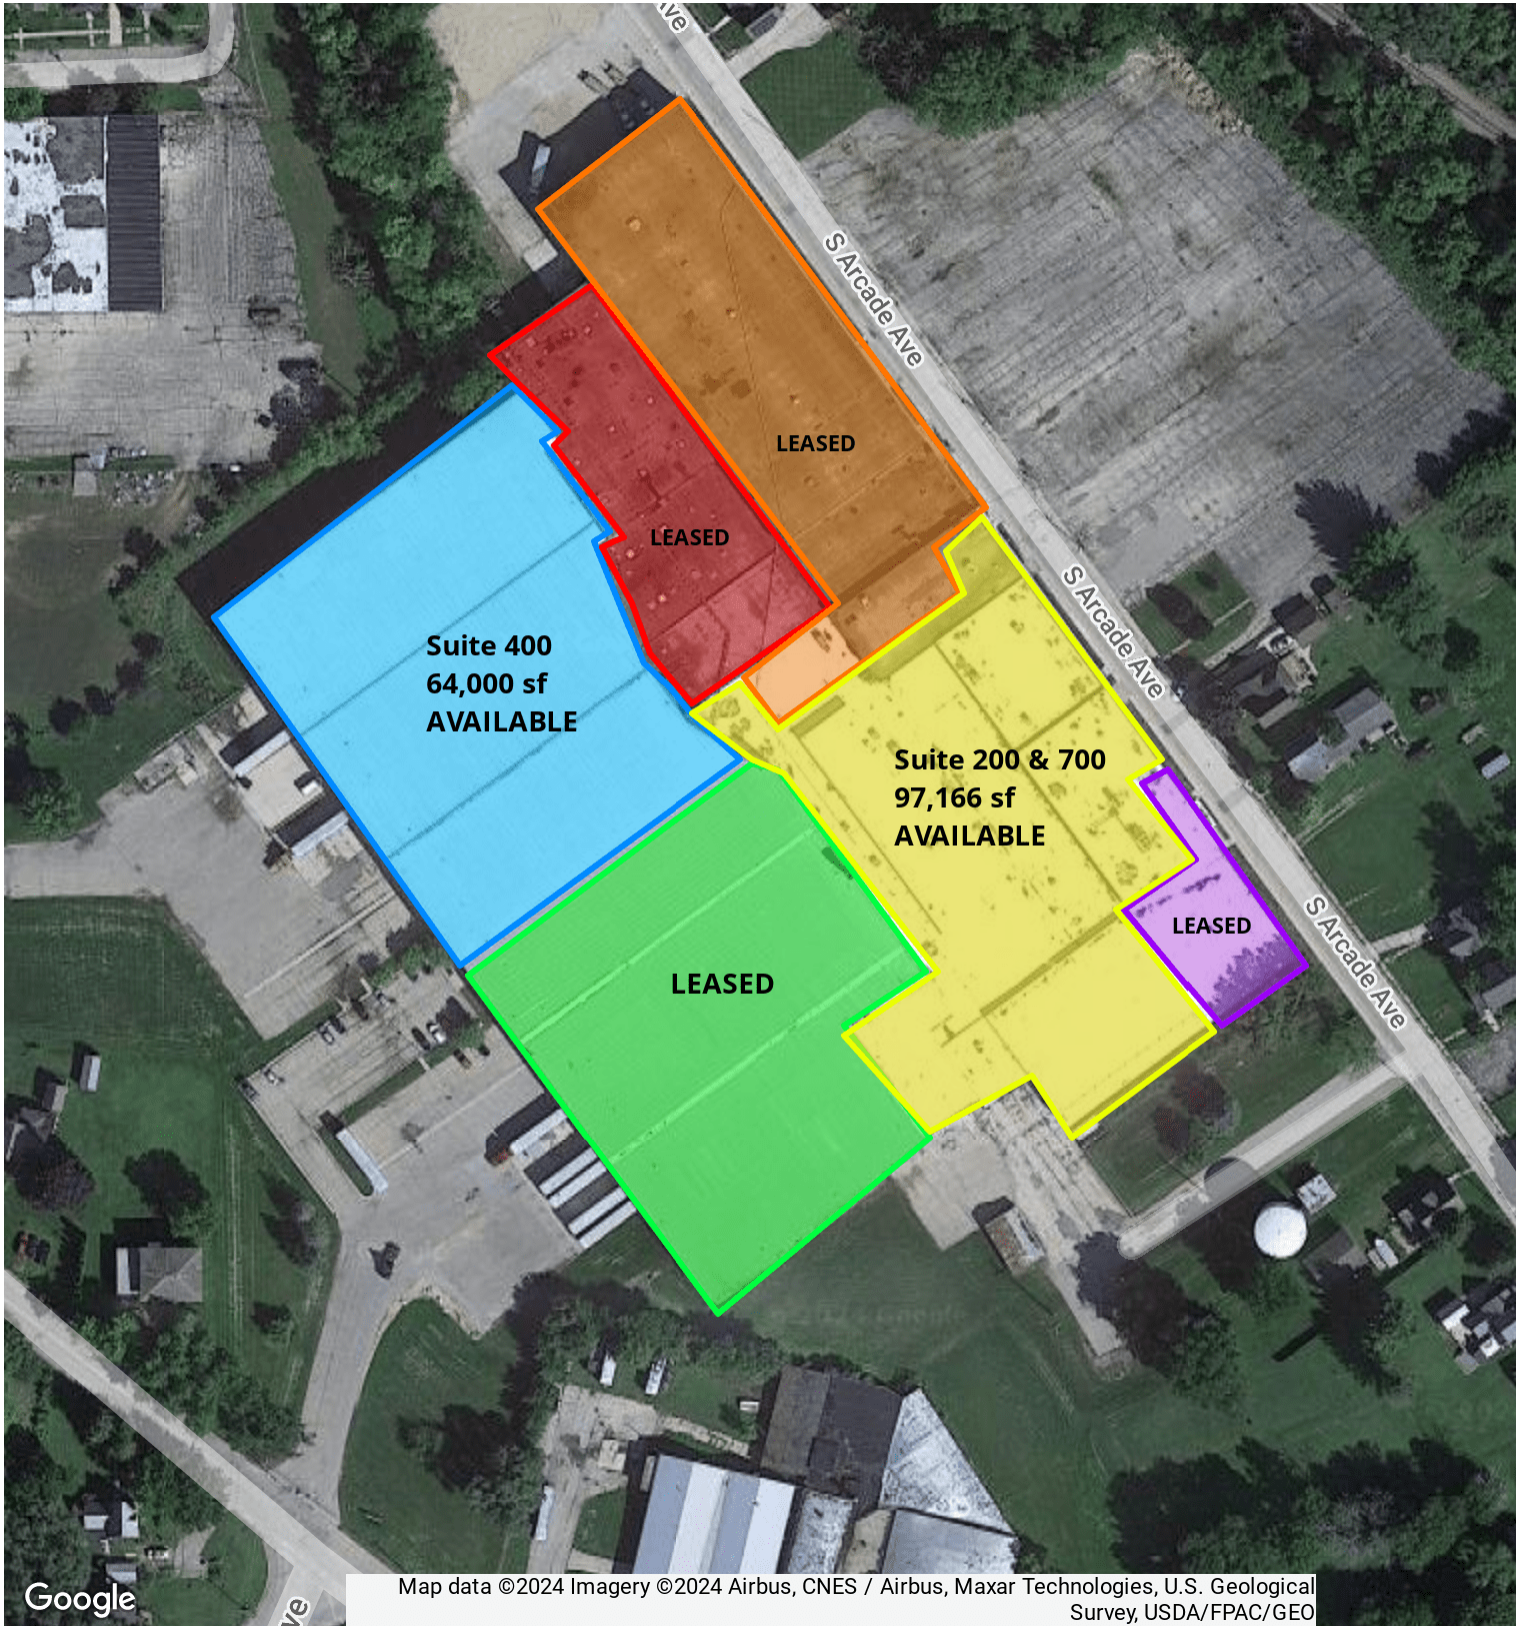 Ave
S Arcade Ave
LEASED
LEASED
S Arcade Ave
Suite 400
64,000 sf
AVAILABLE
Suite 200 & 700
97,166 sf
AVAILABLE
LEASED
S Arcade Ave
LEASED
Google
Map data ©2024 Imagery ©2024 Airbus, CNES / Airbus, Maxar Technologies, U.S. Geological
Survey, USDA/FPAC/GEO